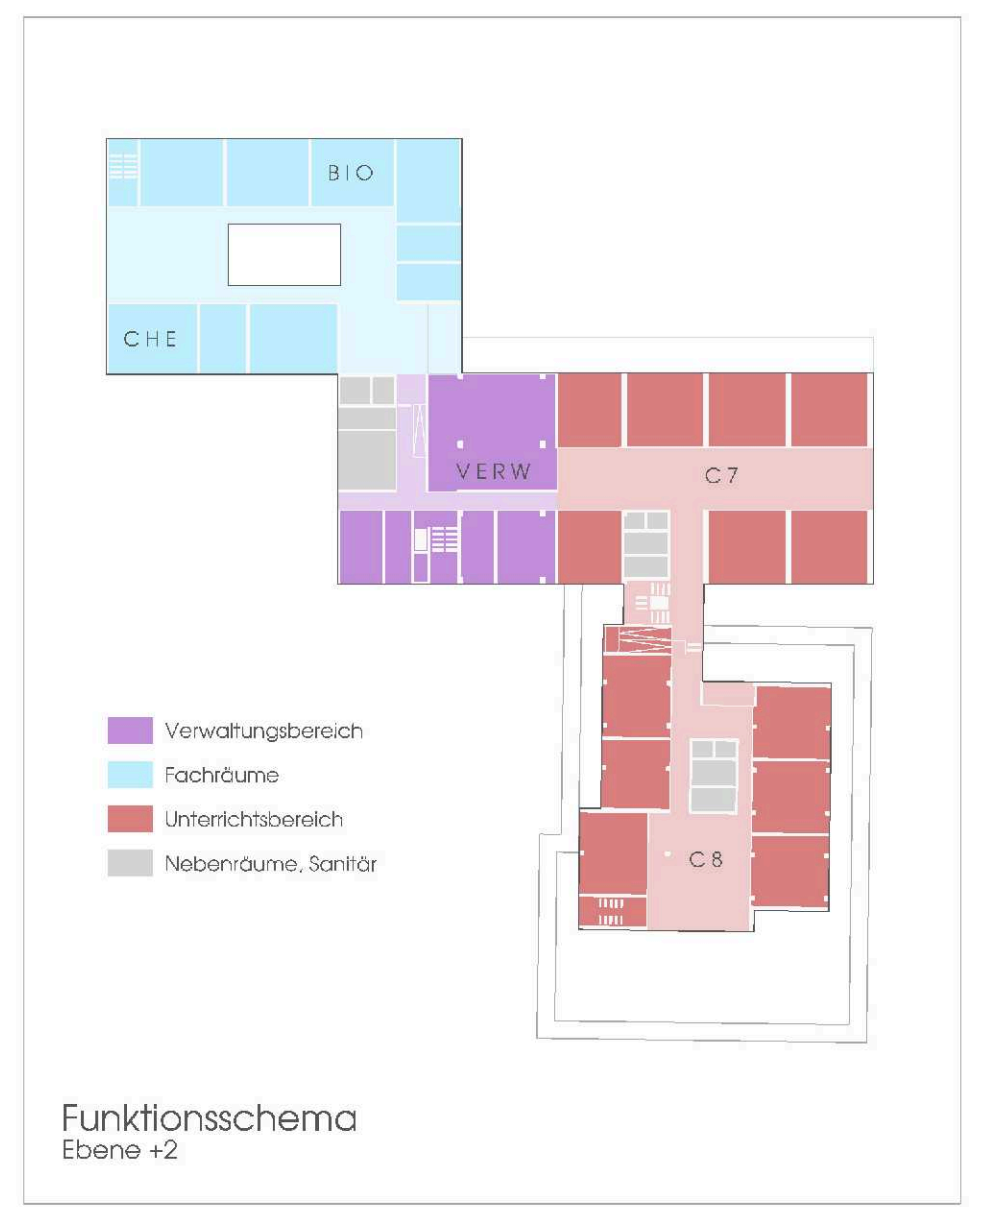 BIO
CHE
VERW
C7
Verwaltungsbereich
Fachräume
Unterrichtsbereich
Nebenräume, Sanitär
C8
Funktionsschema
Ebene +2